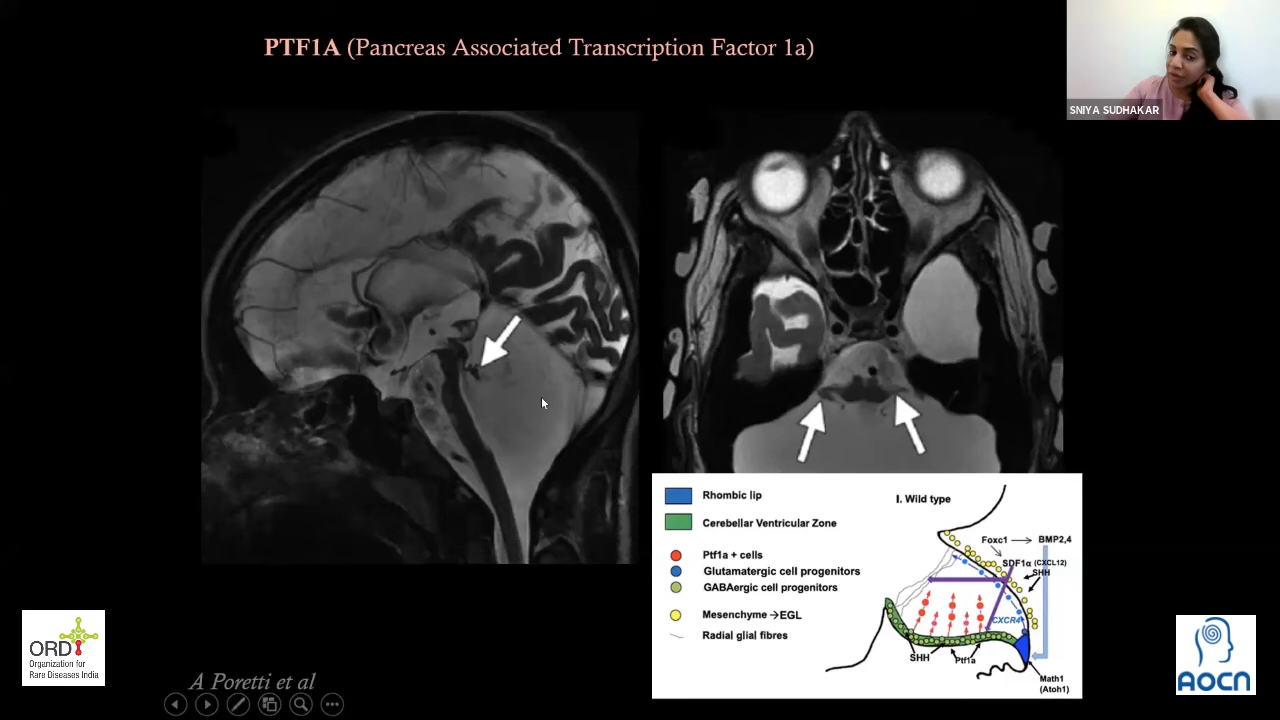 PTF1A (Pancreas Associated Transcription Factor 1a)
SNIYA SUDHAKAR
Rhombic lip
Cerebellar Ventricular Zone
Ptf1a + cells
Glutamatergic cell progenitors
GABAergic cell progenitors
Mesenchyme →EGL
Radial glial fibres
I. Wild type
Foxc1 → BMP2,4
SDF1α (CXCL12)
SHH
CXCR4
SHH
Ptf1a
Math1
(Atoh1)
ORDI
Organization for
Rare Diseases India
A Poretti et al
AOCN